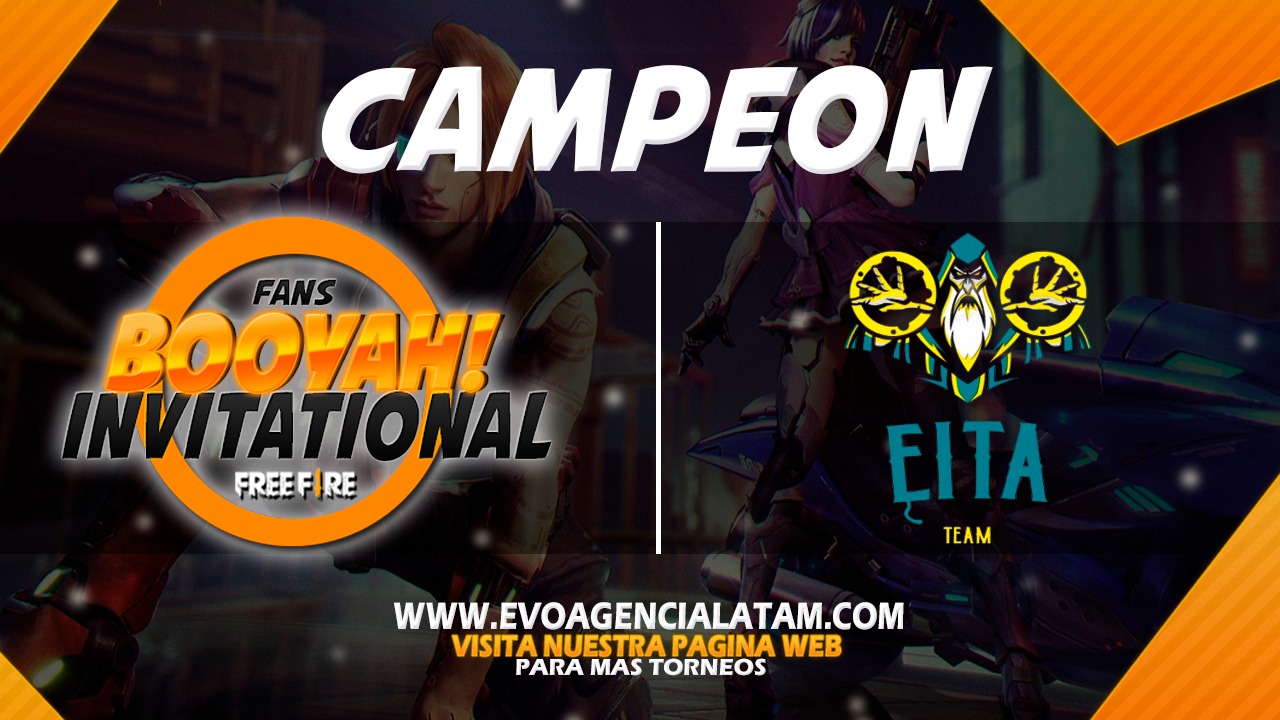 CAMPEON
FANS
BOOYAH!
INVITATIONAL
FREE FIRE
EITA
TEAM
WWW.EVOAGENCIALATAM.COM
VISITA NUESTRA PAGINA WEB
PARA MAS TORNEOS